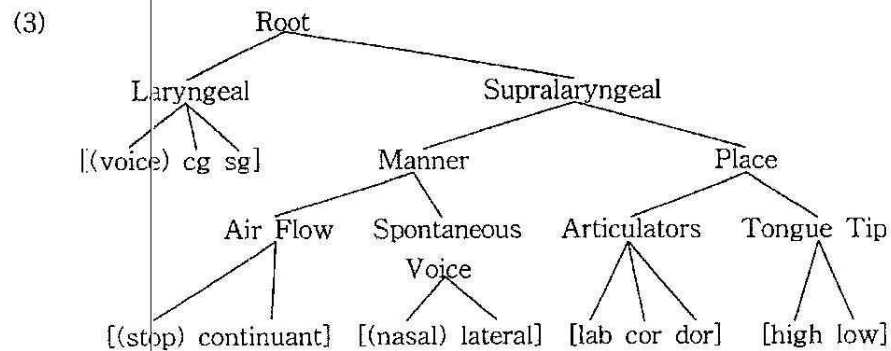 (3) Root
Laryngeal Supralaryngeal
[(voice) cg sg] Manner Place
Air Flow Spontaneous Articulators Tongue Tip
Voice
[(stop) continuant] [(nasal) lateral] [lab cor dor] [high low]